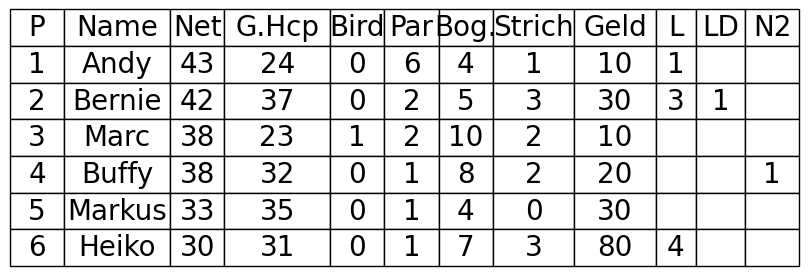 P Name Net G.Hcp Bird Par Bog. Strich Geld L LD N2
1 Andy 43 24 0 6 4 1 10 1
2 Bernie 42 37 0 2 5 3 30 3 1
3 Marc 38 23 1 2 10 2 10
4 Buffy 38 32 0 1 8 2 20 1
5 Markus 33 35 0 1 4 0 30
6 Heiko 30 31 0 1 7 3 80 4